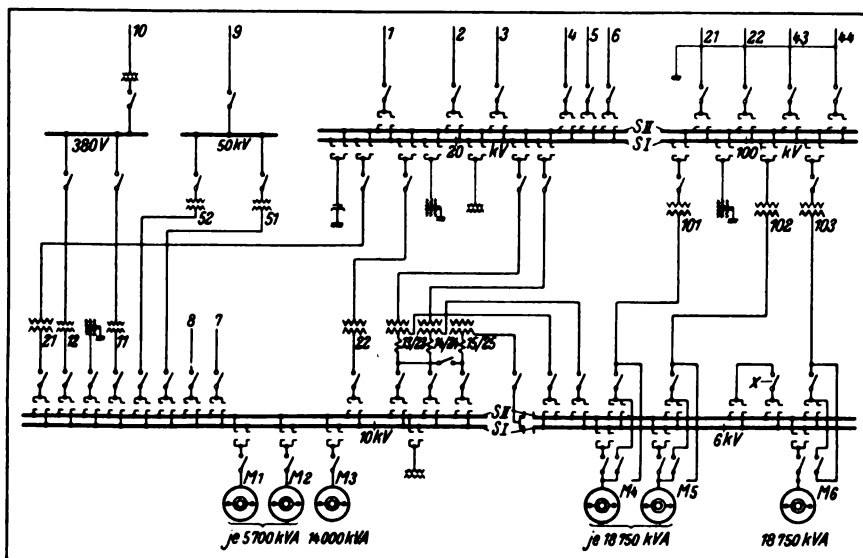 10 9 1 2 3 4 5 6 21 22 43 44
SII
380V 50kV 20 kV SI 100 kV
52 51 101 102 103
21 12 11 8 7 22 13/23 14/24 15/25
X
SII
10kV SI 6kV
M1 M2 M3 M4 M5 M6
je 5700 kVA 14000 kVA je 18750 kVA 18750 kVA